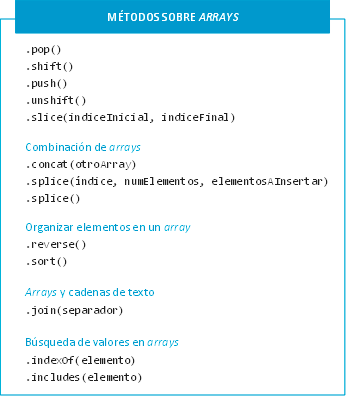 MÉTODOS SOBRE ARRAYS
.pop()
.shift()
.push()
.unshift()
.slice(índiceInicial, índiceFinal)
Combinación de arrays
.concat(otroArray)
.splice(índice, numElementos, elementosAInsertar)
.splice()
Organizar elementos en un array
.reverse()
.sort()
Arrays y cadenas de texto
.join(separador)
Búsqueda de valores en arrays
.indexOf(elemento)
.includes(elemento)